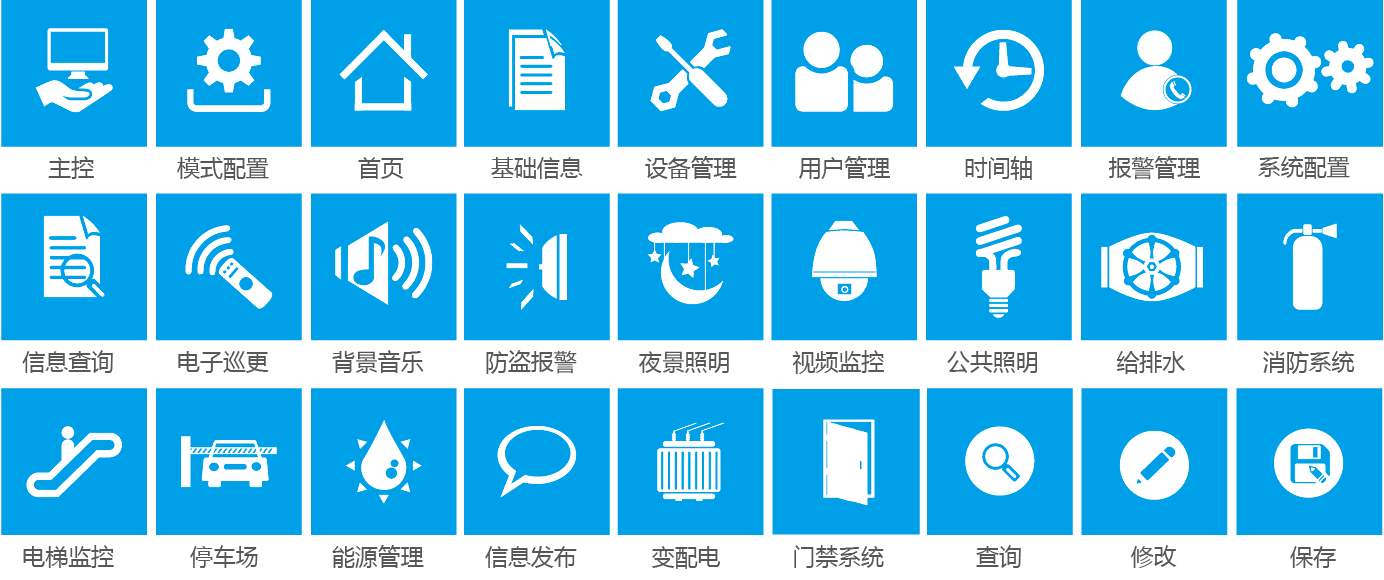 主控 模式配置 首页 基础信息 设备管理 用户管理 时间轴 报警管理 系统配置
信息查询 电子巡更 背景音乐 防盗报警 夜景照明 视频监控 公共照明 给排水 消防系统
电梯监控 停车场 能源管理 信息发布 变配电 门禁系统 查询 修改 保存